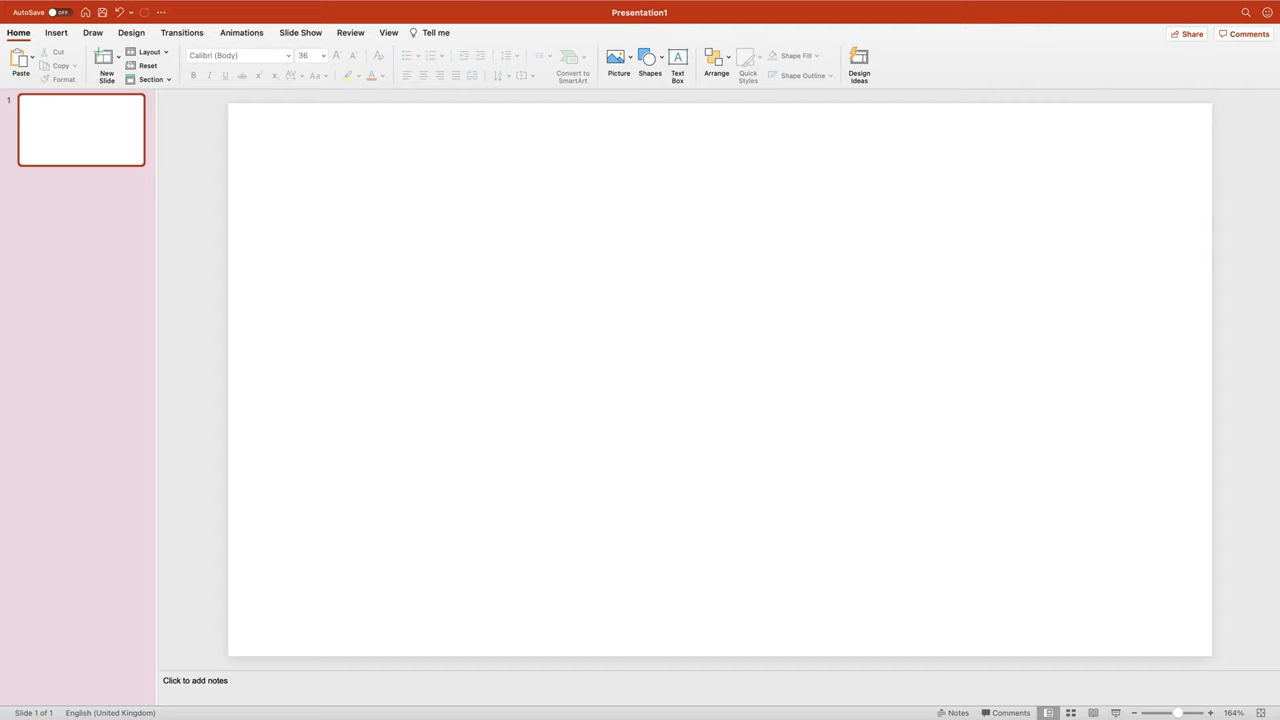 AutoSave OFF
Presentation1
Home Insert Draw Design Transitions Animations Slide Show Review View Tell me
Share Comments
Paste
Cut
Copy
Format
New Slide
Layout
Reset
Section
Calibri (Body) 36
Convert to SmartArt
Picture
Shapes
Text Box
Arrange
Quick Styles
Shape Fill
Shape Outline
Design Ideas
1
Click to add notes
Slide 1 of 1 English (United Kingdom) Notes Comments 164%